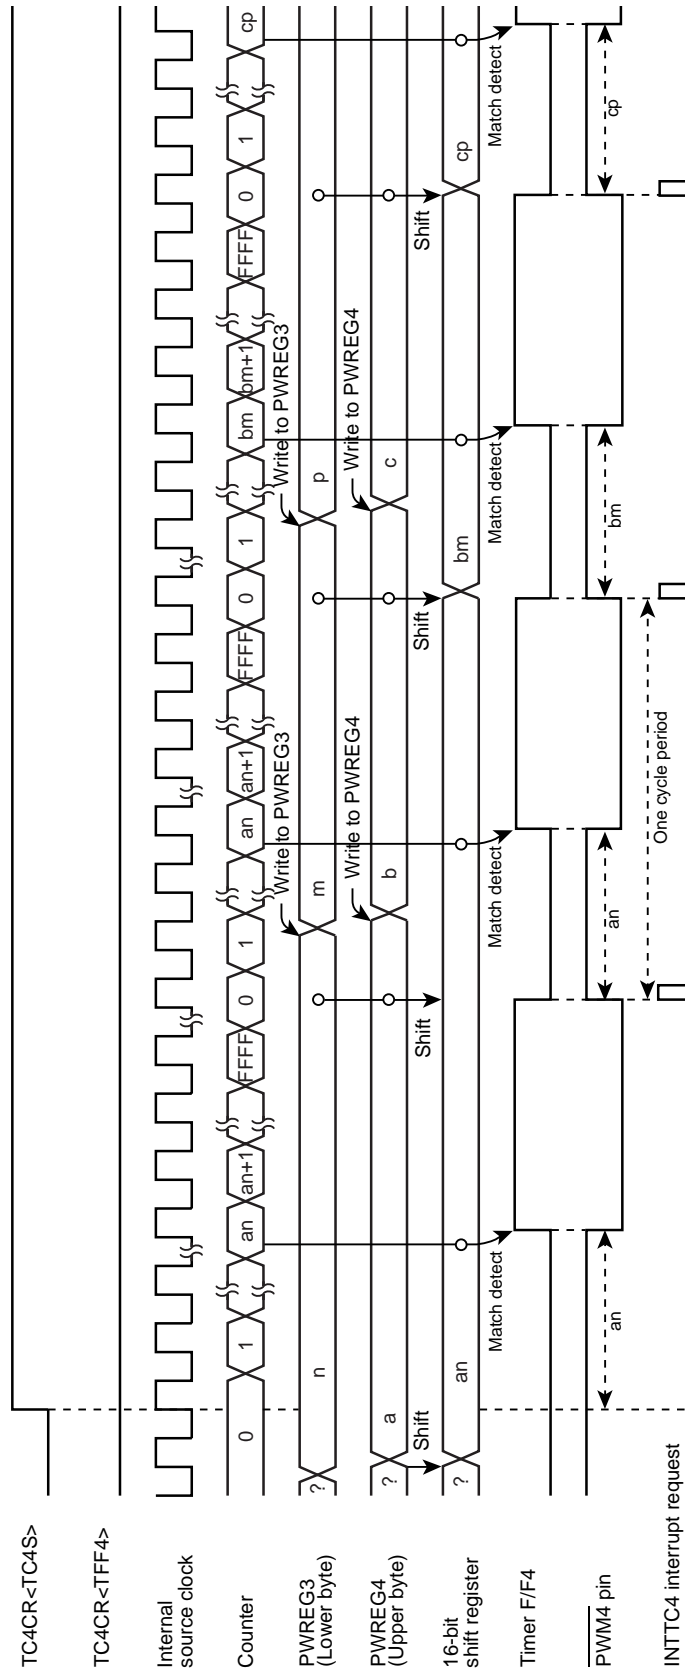 TC4CR<TC4S>
TC4CR<TFF4>
Internal
source clock
Counter
0
1
an
an+1
FFFF
0
1
an
an+1
FFFF
0
1
bm
bm+1
FFFF
0
1
cp
Write to PWREG3
Write to PWREG3
PWREG3
(Lower byte)
?
n
m
p
Write to PWREG4
Write to PWREG4
PWREG4
(Upper byte)
?
a
b
c
Shift
Shift
Shift
Shift
16-bit
shift register
?
an
bm
cp
Match detect
Match detect
Match detect
Match detect
Timer F/F4
PWM4 pin
an
an
bm
cp
One cycle period
INTTC4 interrupt request